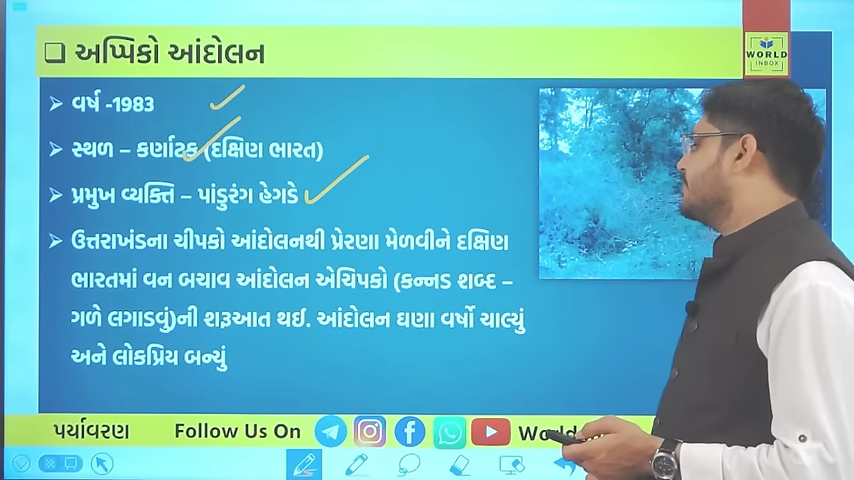 ❑ અપ્પિકો આંદોલન
WORLD
INBOX
➤ વર્ષ -1983
➤ સ્થળ – કર્ણાટક (દક્ષિણ ભારત)
➤ પ્રમુખ વ્યક્તિ – પાંડુરંગ હેગડે
➤ ઉત્તરાખંડના ચીપકો આંદોલનથી પ્રેરણા મેળવીને દક્ષિણ
ભારતમાં વન બચાવ આંદોલન એચિપકો (કન્નડ શબ્દ –
ગળે લગાડવું)ની શરૂઆત થઈ. આંદોલન ઘણા વર્ષો ચાલ્યું
અને લોકપ્રિય બન્યું
પર્યાવરણ Follow Us On